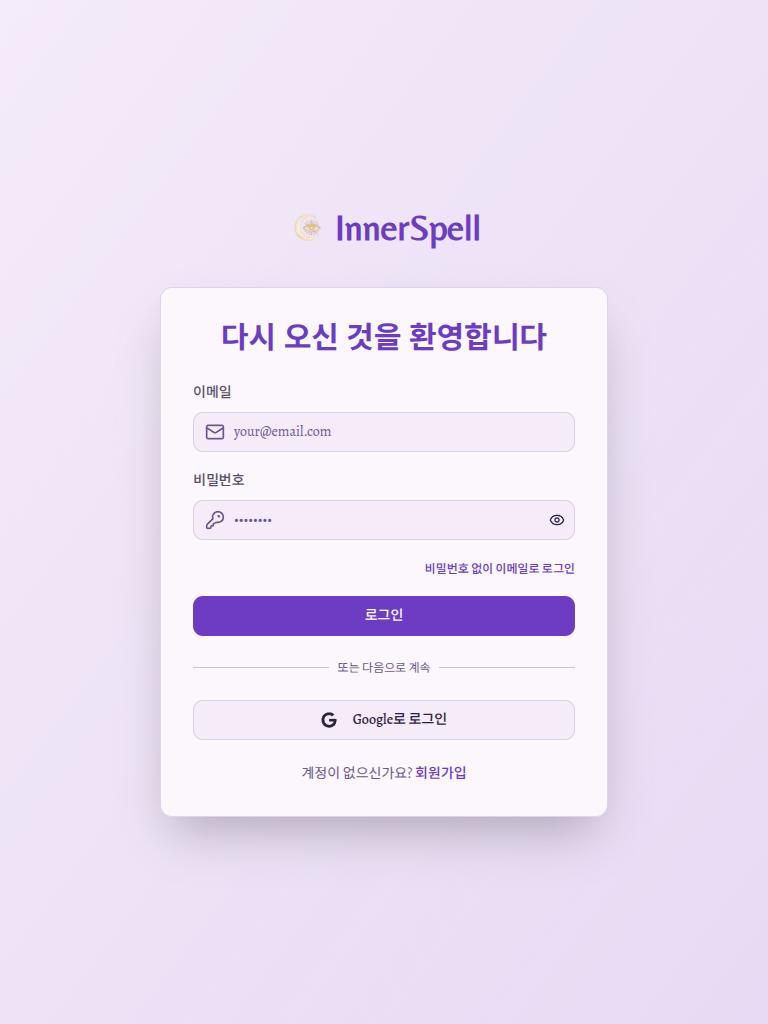 InnerSpell
다시 오신 것을 환영합니다
이메일
your@email.com
비밀번호
••••••••
비밀번호 없이 이메일로 로그인
로그인
또는 다음으로 계속
Google로 로그인
계정이 없으신가요? 회원가입